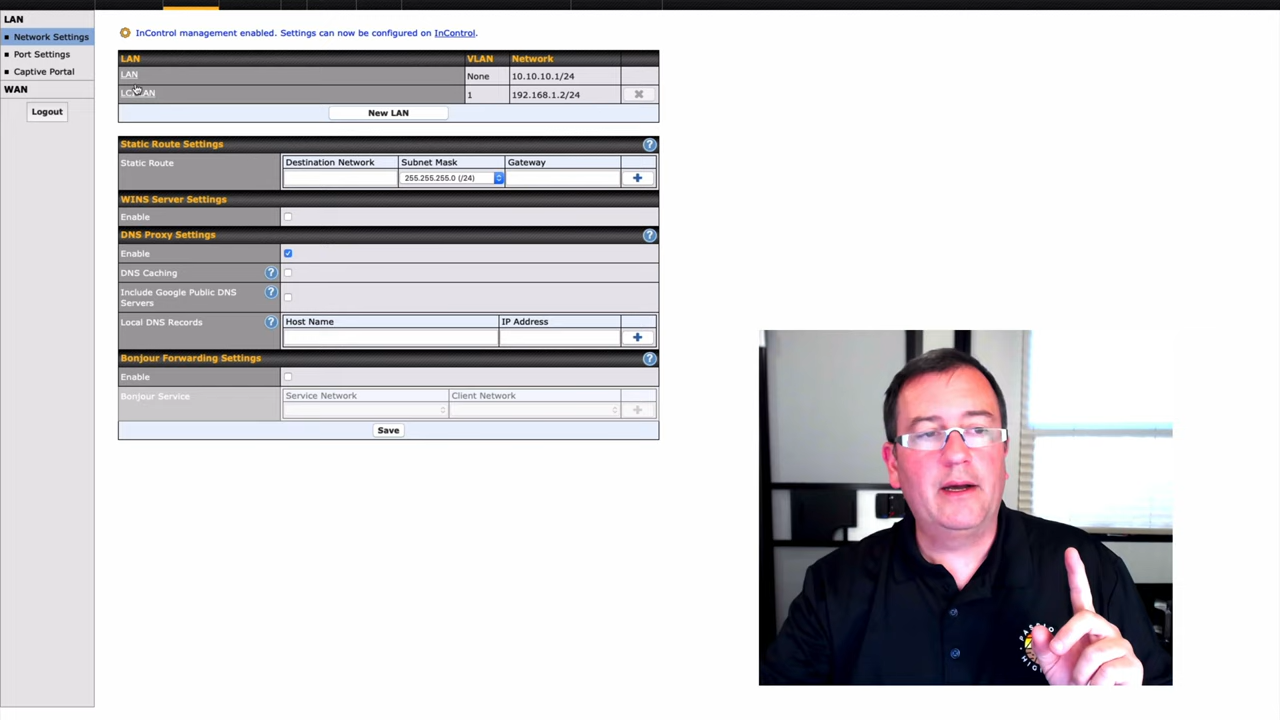 LAN
Network Settings
Port Settings
Captive Portal
WAN
Logout
InControl management enabled. Settings can now be configured on InControl.
LAN VLAN Network
LAN None 10.10.10.1/24
1 192.168.1.2/24
New LAN
Static Route Settings
Static Route Destination Network Subnet Mask Gateway
255.255.255.0 (/24)
WINS Server Settings
Enable
DNS Proxy Settings
Enable
DNS Caching
Include Google Public DNS
Servers
Local DNS Records Host Name IP Address
Bonjour Forwarding Settings
Enable
Bonjour Service Service Network Client Network
Save